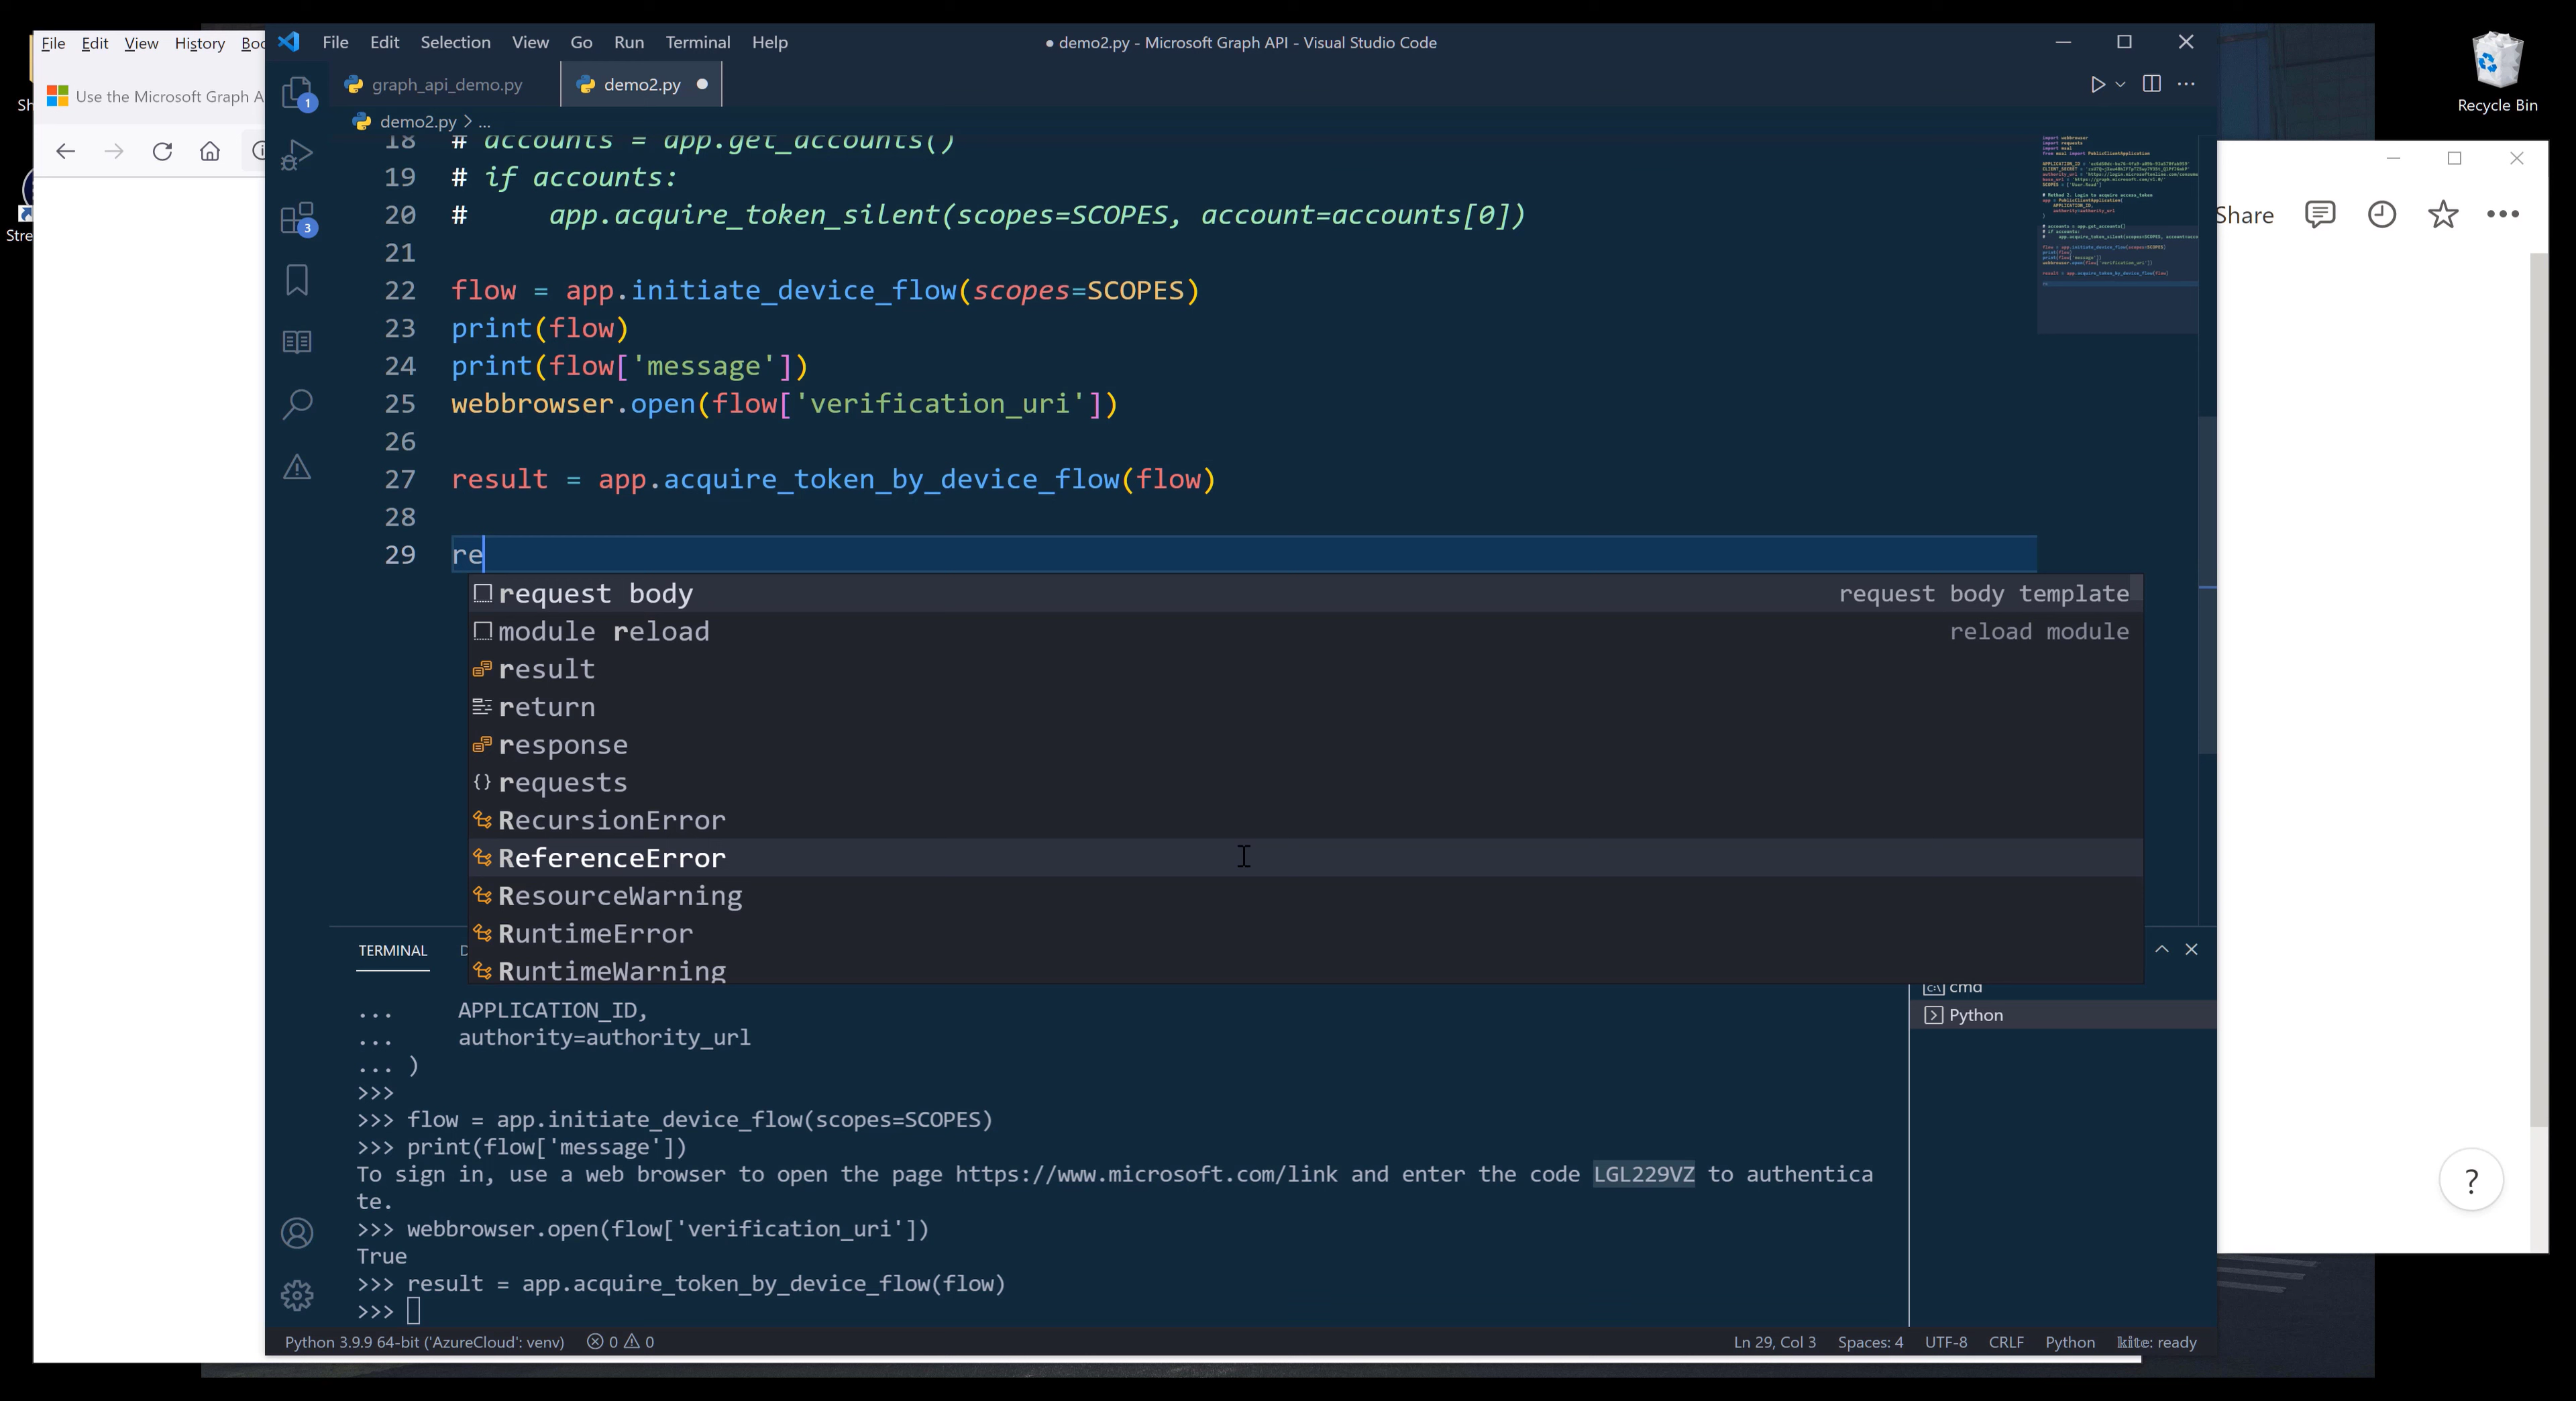 File Edit View History Boo
Use the Microsoft Graph A
Sh
Stre
Recycle Bin
Share
File Edit Selection View Go Run Terminal Help
● demo2.py - Microsoft Graph API - Visual Studio Code
graph_api_demo.py
demo2.py ●
demo2.py > ...
1
3
18 # accounts = app.get_accounts()
19 # if accounts:
20 #     app.acquire_token_silent(scopes=SCOPES, account=accounts[0])
21
22 flow = app.initiate_device_flow(scopes=SCOPES)
23 print(flow)
24 print(flow['message'])
25 webbrowser.open(flow['verification_uri'])
26
27 result = app.acquire_token_by_device_flow(flow)
28
29 re
request body request body template
module reload reload module
result
return
response
requests
RecursionError
ReferenceError
ResourceWarning
RuntimeError
RuntimeWarning
TERMINAL D
cmd
Python
...     APPLICATION_ID,
...     authority=authority_url
... )
>>>
>>> flow = app.initiate_device_flow(scopes=SCOPES)
>>> print(flow['message'])
To sign in, use a web browser to open the page https://www.microsoft.com/link and enter the code LGL229VZ to authentica
te.
>>> webbrowser.open(flow['verification_uri'])
True
>>> result = app.acquire_token_by_device_flow(flow)
>>>
?
Python 3.9.9 64-bit ('AzureCloud': venv) 0 0
Ln 29, Col 3 Spaces: 4 UTF-8 CRLF Python kite: ready